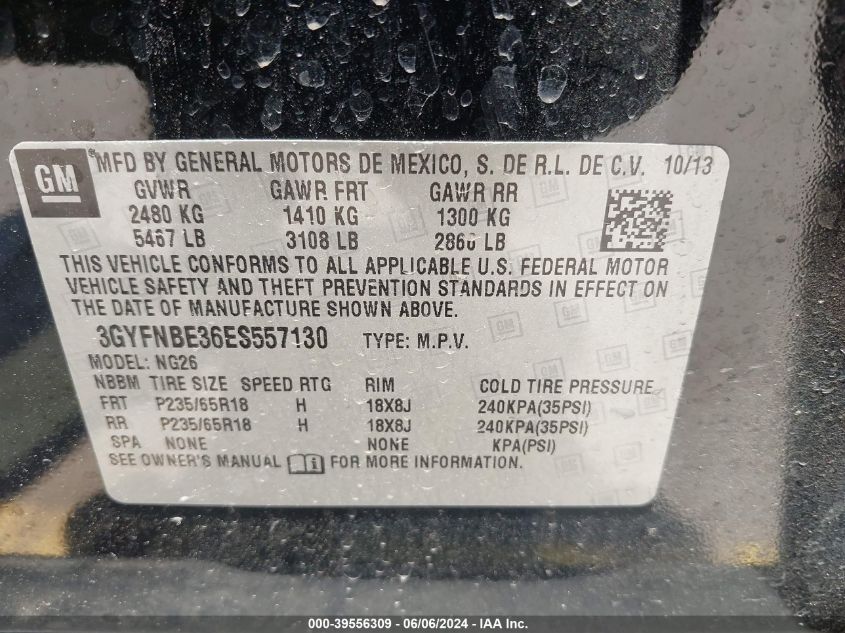 GM
MFD BY GENERAL MOTORS DE MEXICO, S. DE R.L. DE C.V. 10/13
GVWR GAWR FRT GAWR RR
2480 KG 1410 KG 1300 KG
5467 LB 3108 LB 2866 LB
THIS VEHICLE CONFORMS TO ALL APPLICABLE U.S. FEDERAL MOTOR
VEHICLE SAFETY AND THEFT PREVENTION STANDARDS IN EFFECT ON
THE DATE OF MANUFACTURE SHOWN ABOVE.
3GYFNBE36ES557130 TYPE: M.P.V.
MODEL: NG26
NBBM TIRE SIZE SPEED RTG RIM COLD TIRE PRESSURE
FRT P235/65R18 H 18X8J 240KPA(35PSI)
RR P235/65R18 H 18X8J 240KPA(35PSI)
SPA NONE NONE KPA(PSI)
SEE OWNER'S MANUAL FOR MORE INFORMATION.
000-39556309 - 06/06/2024 - IAA Inc.